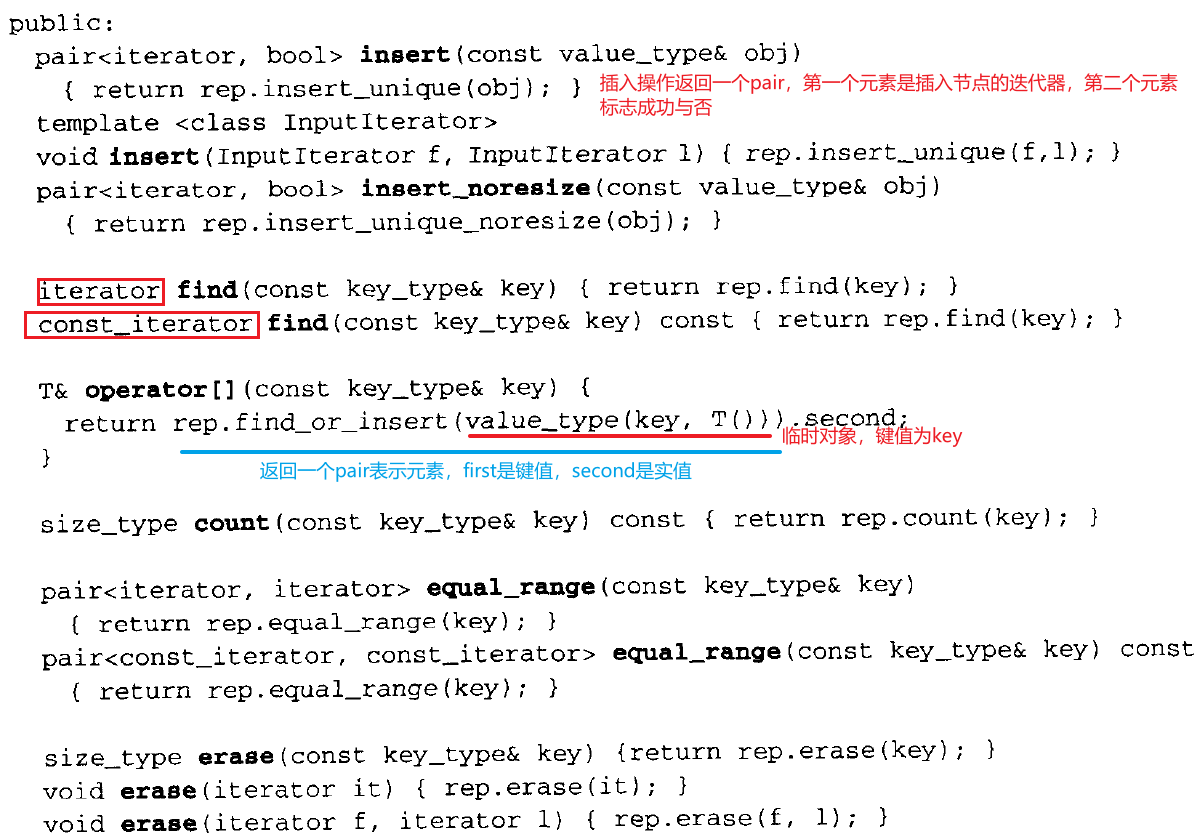 public:
pair<iterator, bool> insert(const value_type& obj)
{ return rep.insert_unique(obj); }
插入操作返回一个pair，第一个元素是插入节点的迭代器，第二个元素
标志成功与否
template <class InputIterator>
void insert(InputIterator f, InputIterator l) { rep.insert_unique(f,l); }
pair<iterator, bool> insert_noresize(const value_type& obj)
{ return rep.insert_unique_noresize(obj); }
iterator find(const key_type& key) { return rep.find(key); }
const_iterator find(const key_type& key) const { return rep.find(key); }
T& operator[](const key_type& key) {
return rep.find_or_insert(value_type(key, T())).second;
临时对象，键值为key
}
返回一个pair表示元素，first是键值，second是实值
size_type count(const key_type& key) const { return rep.count(key); }
pair<iterator, iterator> equal_range(const key_type& key)
{ return rep.equal_range(key); }
pair<const_iterator, const_iterator> equal_range(const key_type& key) const
{ return rep.equal_range(key); }
size_type erase(const key_type& key) {return rep.erase(key); }
void erase(iterator it) { rep.erase(it); }
void erase(iterator f, iterator l) { rep.erase(f, l); }